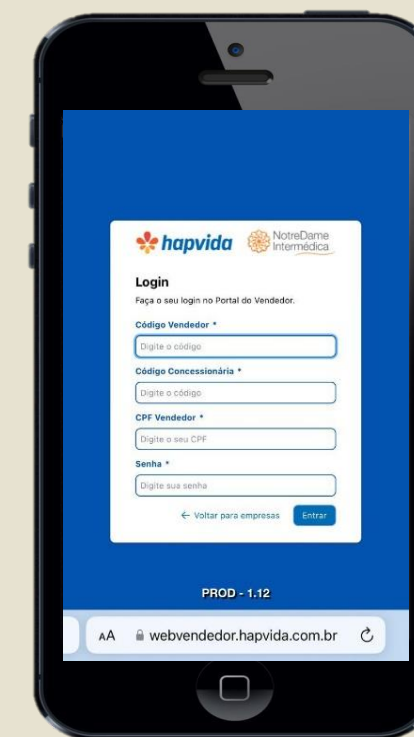 hapvida NotreDame
Intermédica
Login
Faça o seu login no Portal do Vendedor.
Código Vendedor *
Digite o código
Código Concessionária *
Digite o código
CPF Vendedor *
Digite o seu CPF
Senha *
Digite sua senha
← Voltar para empresas Entrar
PROD - 1.12
AA webvendedor.hapvida.com.br